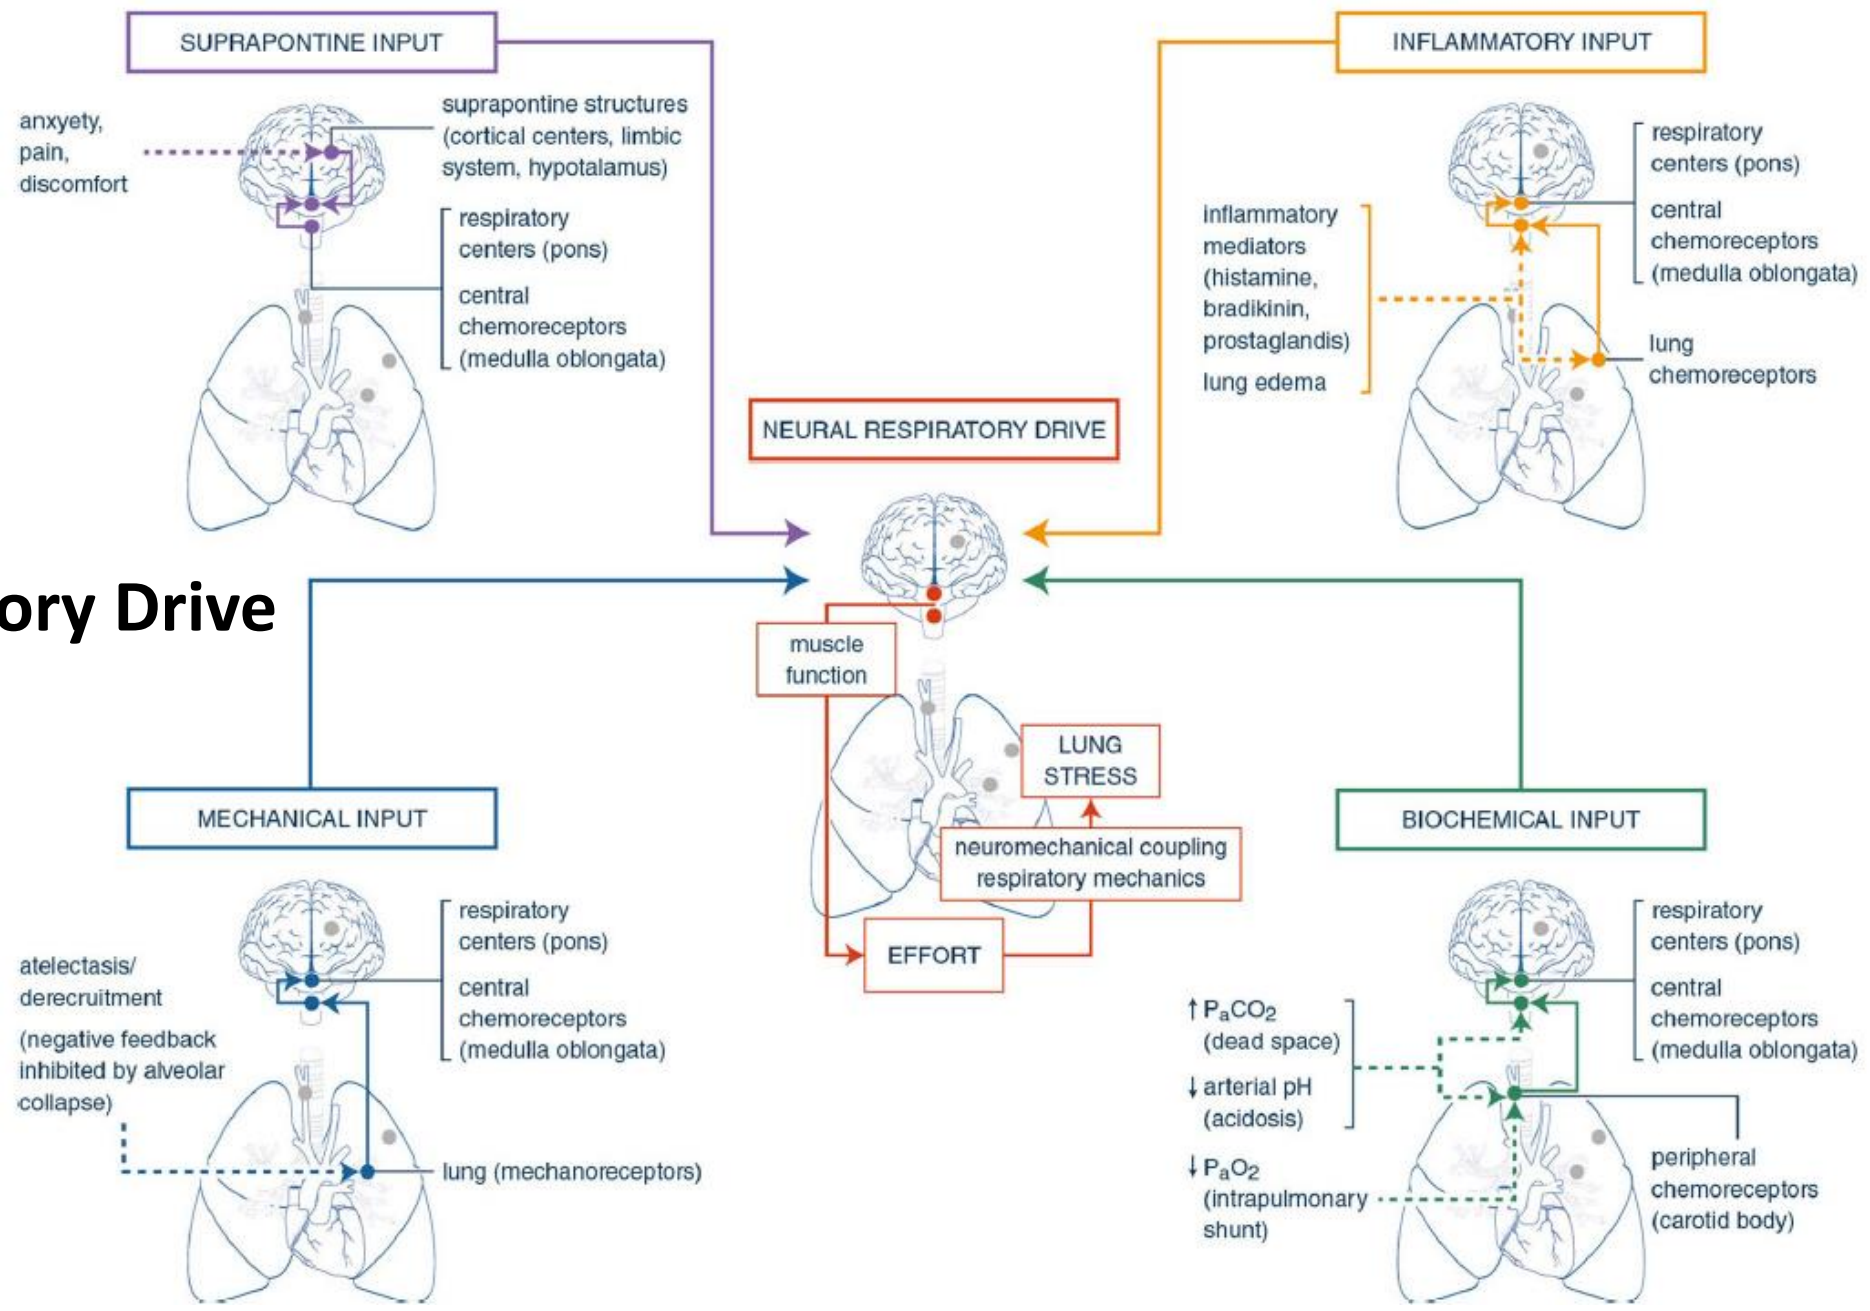 SUPRAPONTINE INPUT
anxyety,
pain,
discomfort
suprapontine structures
(cortical centers, limbic
system, hypotalamus)
respiratory
centers (pons)
central
chemoreceptors
(medulla oblongata)
INFLAMMATORY INPUT
inflammatory
mediators
(histamine,
bradikinin,
prostaglandis)
lung edema
respiratory
centers (pons)
central
chemoreceptors
(medulla oblongata)
lung
chemoreceptors
NEURAL RESPIRATORY DRIVE
muscle
function
LUNG
STRESS
neuromechanical coupling
respiratory mechanics
EFFORT
ory Drive
MECHANICAL INPUT
atelectasis/
derecruitment
(negative feedback
inhibited by alveolar
collapse)
respiratory
centers (pons)
central
chemoreceptors
(medulla oblongata)
lung (mechanoreceptors)
BIOCHEMICAL INPUT
↑ PaCO2
(dead space)
↓ arterial pH
(acidosis)
↓ PaO2
(intrapulmonary
shunt)
respiratory
centers (pons)
central
chemoreceptors
(medulla oblongata)
peripheral
chemoreceptors
(carotid body)